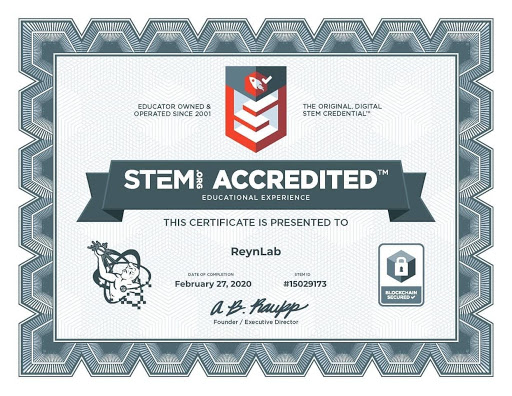 EDUCATOR OWNED &
OPERATED SINCE 2001
THE ORIGINAL, DIGITAL
STEM CREDENTIAL™
STEM.ORG ACCREDITED™
EDUCATIONAL EXPERIENCE
THIS CERTIFICATE IS PRESENTED TO
ReynLab
DATE OF COMPLETION
February 27, 2020
STEM ID
#15029173
BLOCKCHAIN
SECURED ✓
A. B. Raupp
Founder / Executive Director